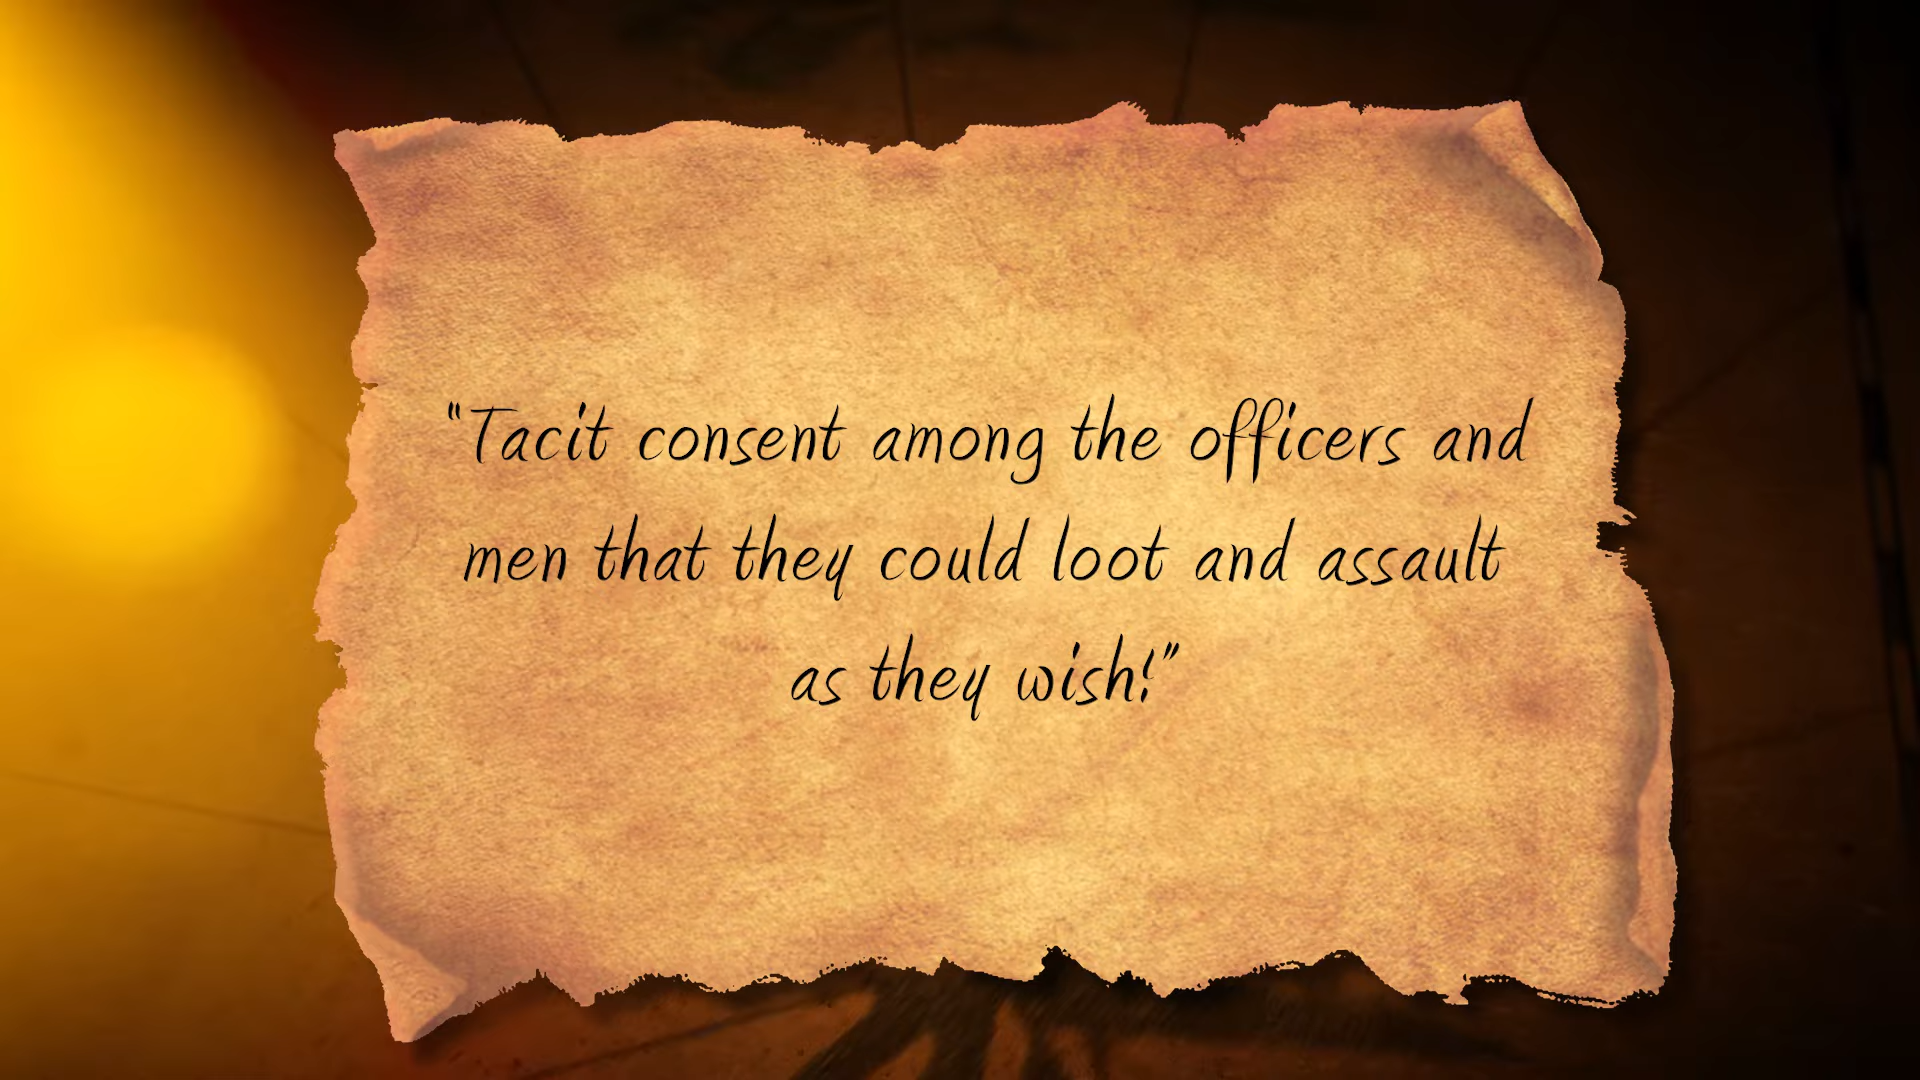 "Tacit consent among the officers and
men that they could loot and assault
as they wish!"